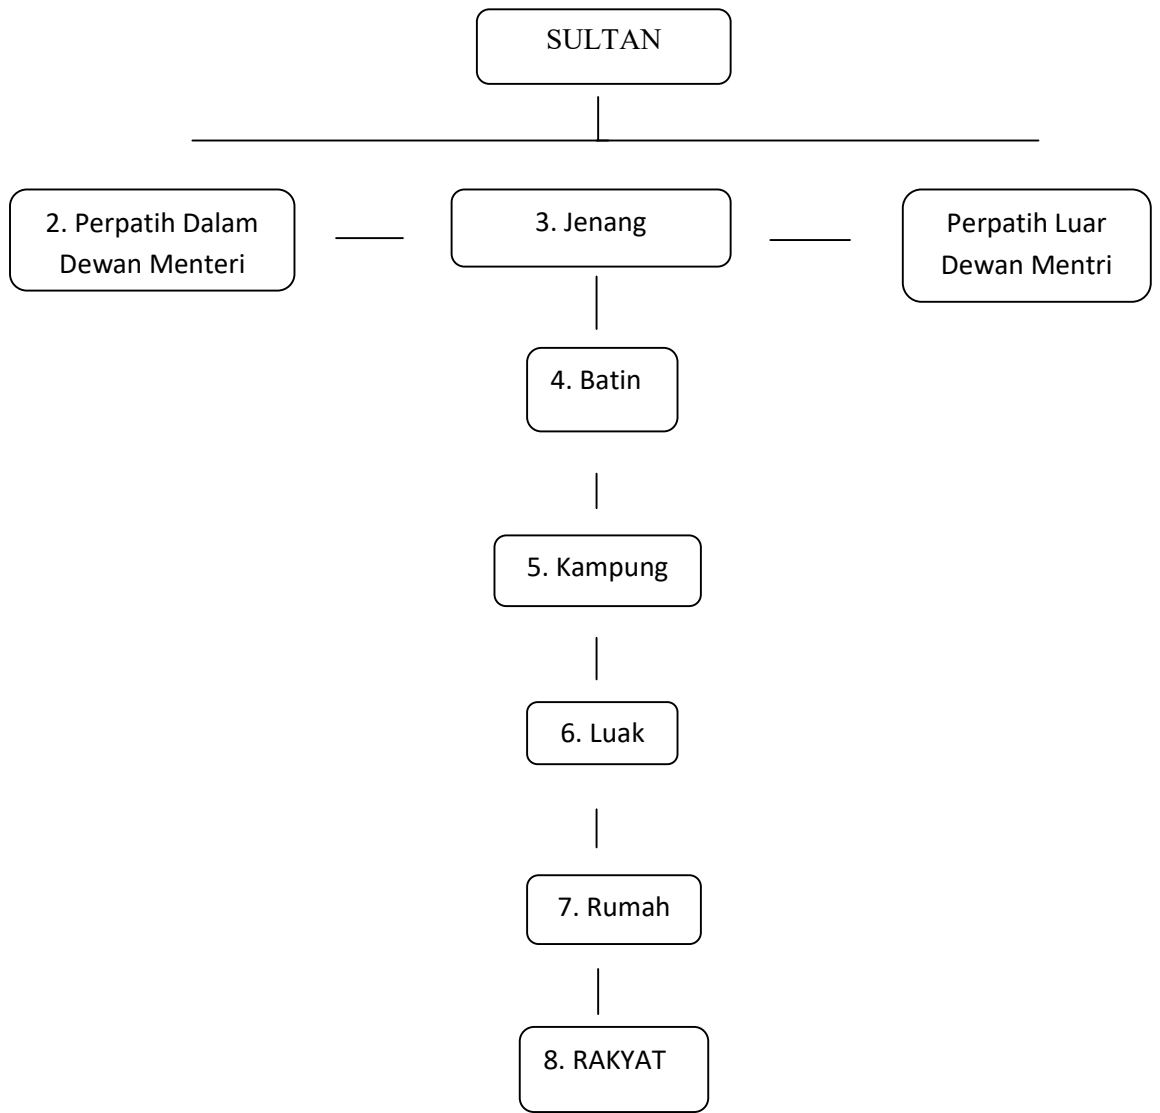 SULTAN
2. Perpatih Dalam
Dewan Menteri
3. Jenang
Perpatih Luar
Dewan Mentri
4. Batin
5. Kampung
6. Luak
7. Rumah
8. RAKYAT